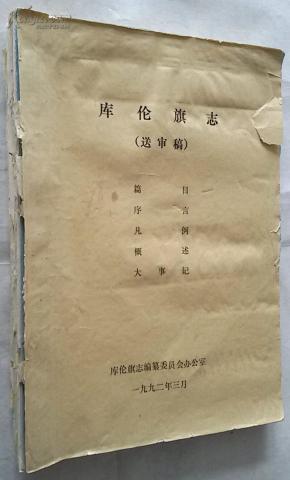 库伦旗志
(送审稿)
篇目
序言
凡例
概述
大事纪
库伦旗志编纂委员会办公室
一九九二年三月